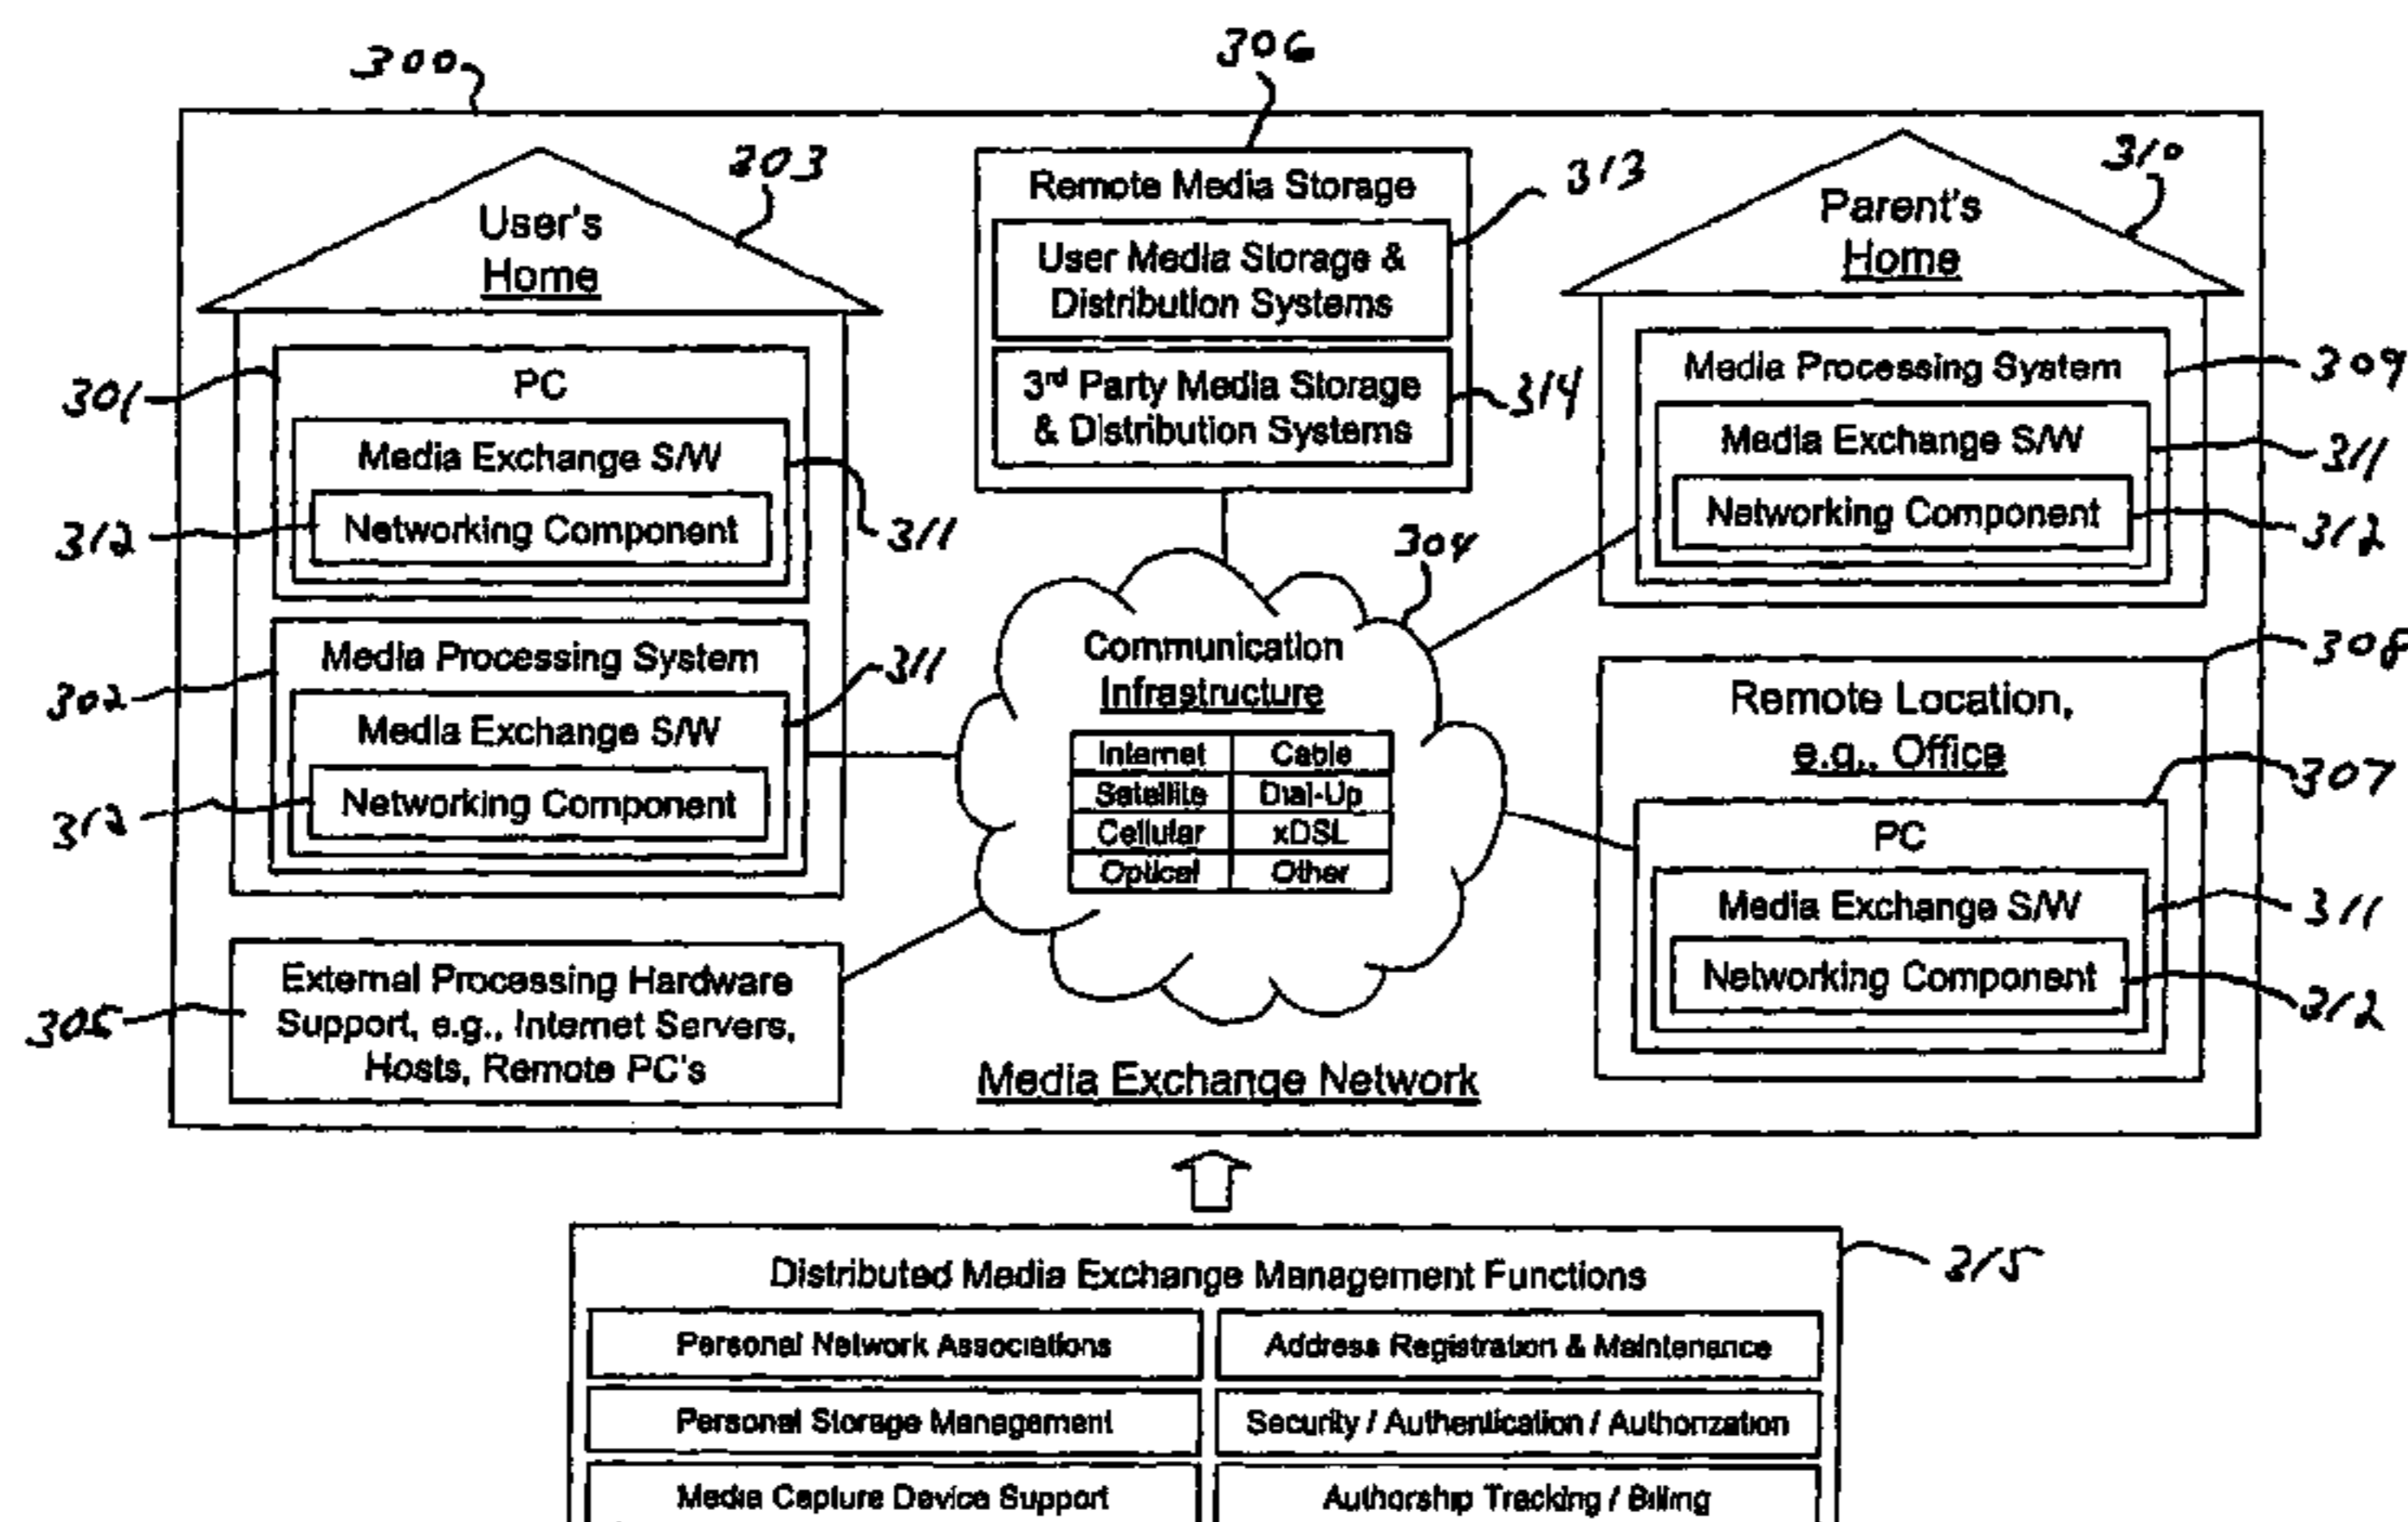 300
306
User's
Home
303
Remote Media Storage
User Media Storage &
Distribution Systems
3rd Party Media Storage
& Distribution Systems
313
314
Parent's
Home
310
301
PC
Media Exchange S/W
Networking Component
312
311
Media Processing System
309
Media Exchange S/W
311
Networking Component
312
302
Media Processing System
311
Media Exchange S/W
Networking Component
312
304
Communication
Infrastructure
Internet Cable
Satellite Dial-Up
Cellular xDSL
Optical Other
308
Remote Location,
e.g., Office
307
PC
Media Exchange S/W
311
Networking Component
312
305
External Processing Hardware
Support, e.g., Internet Servers,
Hosts, Remote PC's
Media Exchange Network
315
Distributed Media Exchange Management Functions
Personal Network Associations
Address Registration & Maintenance
Personal Storage Management
Security / Authentication / Authorization
Media Capture Device Support
Authorship Tracking / Billing